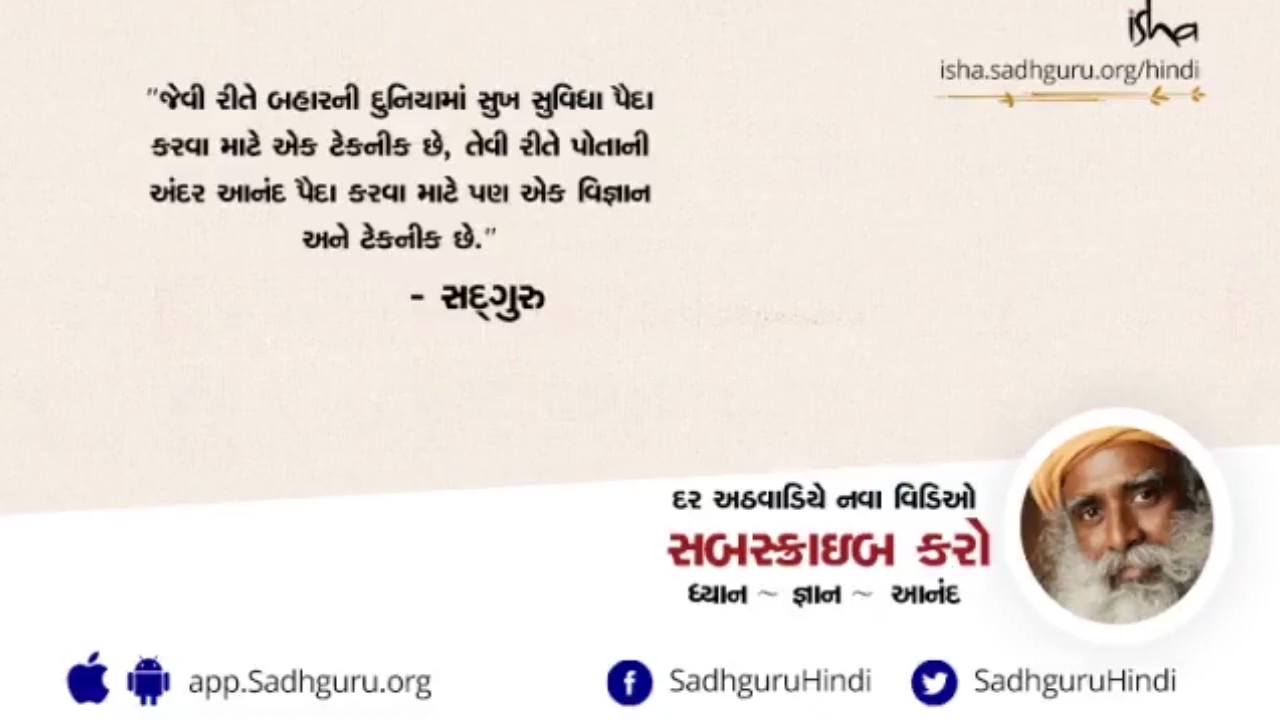 isha
isha.sadhguru.org/hindi
"જેવી રીતે બહારની દુનિયામાં સુખ સુવિધા પૈદા
કરવા માટે એક ટેકનીક છે, તેવી રીતે પોતાની
અંદર આનંદ પૈદા કરવા માટે પણ એક વિજ્ઞાન
અને ટેકનીક છે."
- સદ્‌ગુરુ
દર અઠવાડિયે નવા વિડિઓ
સબસ્ક્રાઇબ કરો
ધ્યાન ~ જ્ઞાન ~ આનંદ
app.Sadhguru.org
SadhguruHindi
SadhguruHindi